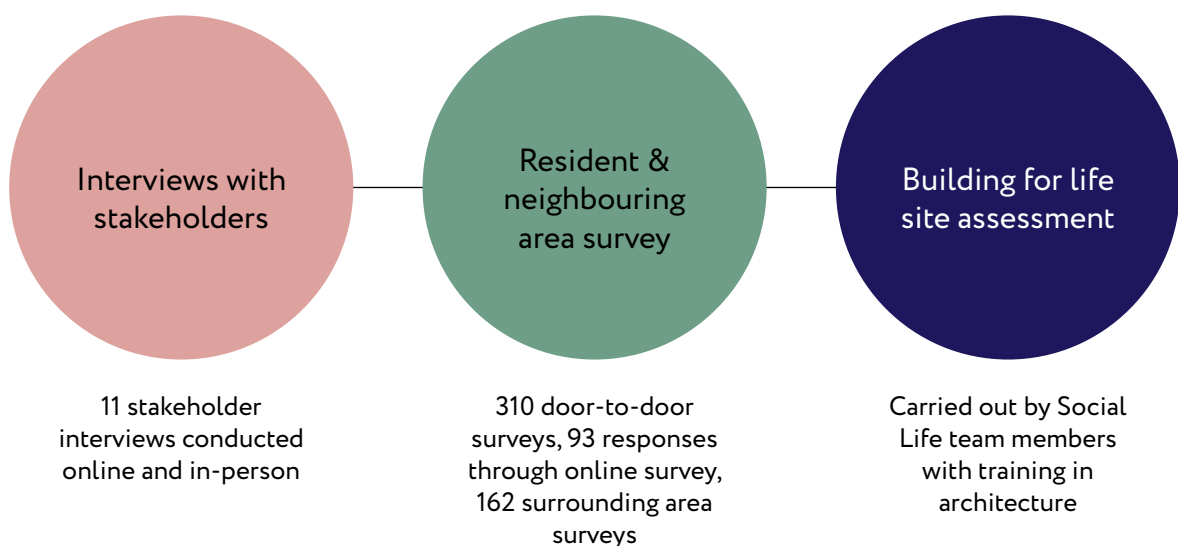 Interviews with
stakeholders
11 stakeholder
interviews conducted
online and in-person
Resident &
neighbouring
area survey
310 door-to-door
surveys, 93 responses
through online survey,
162 surrounding area
surveys
Building for life
site assessment
Carried out by Social
Life team members
with training in
architecture